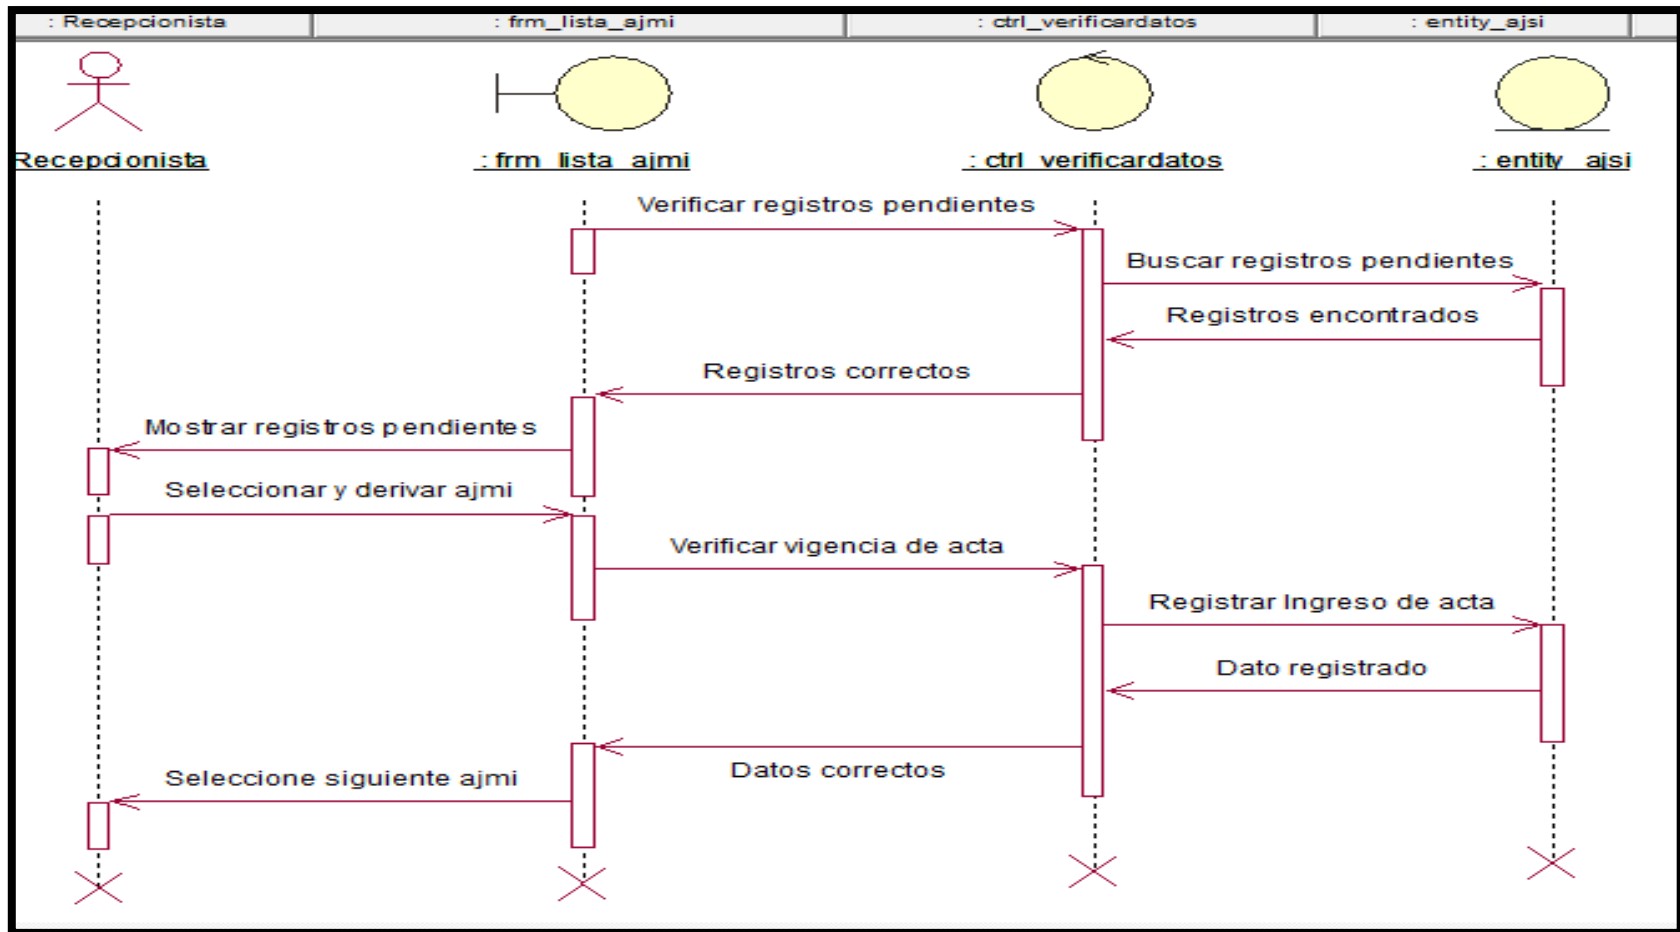 : Recepcionista
: frm_lista_ajmi
: ctrl_verificardatos
: entity_ajsi
Recepcionista
: frm_lista_ajmi
: ctrl_verificardatos
: entity_ajsi
Verificar registros pendientes
Buscar registros pendientes
Registros encontrados
Registros correctos
Mostrar registros pendientes
Seleccionar y derivar ajmi
Verificar vigencia de acta
Registrar Ingreso de acta
Dato registrado
Datos correctos
Seleccione siguiente ajmi